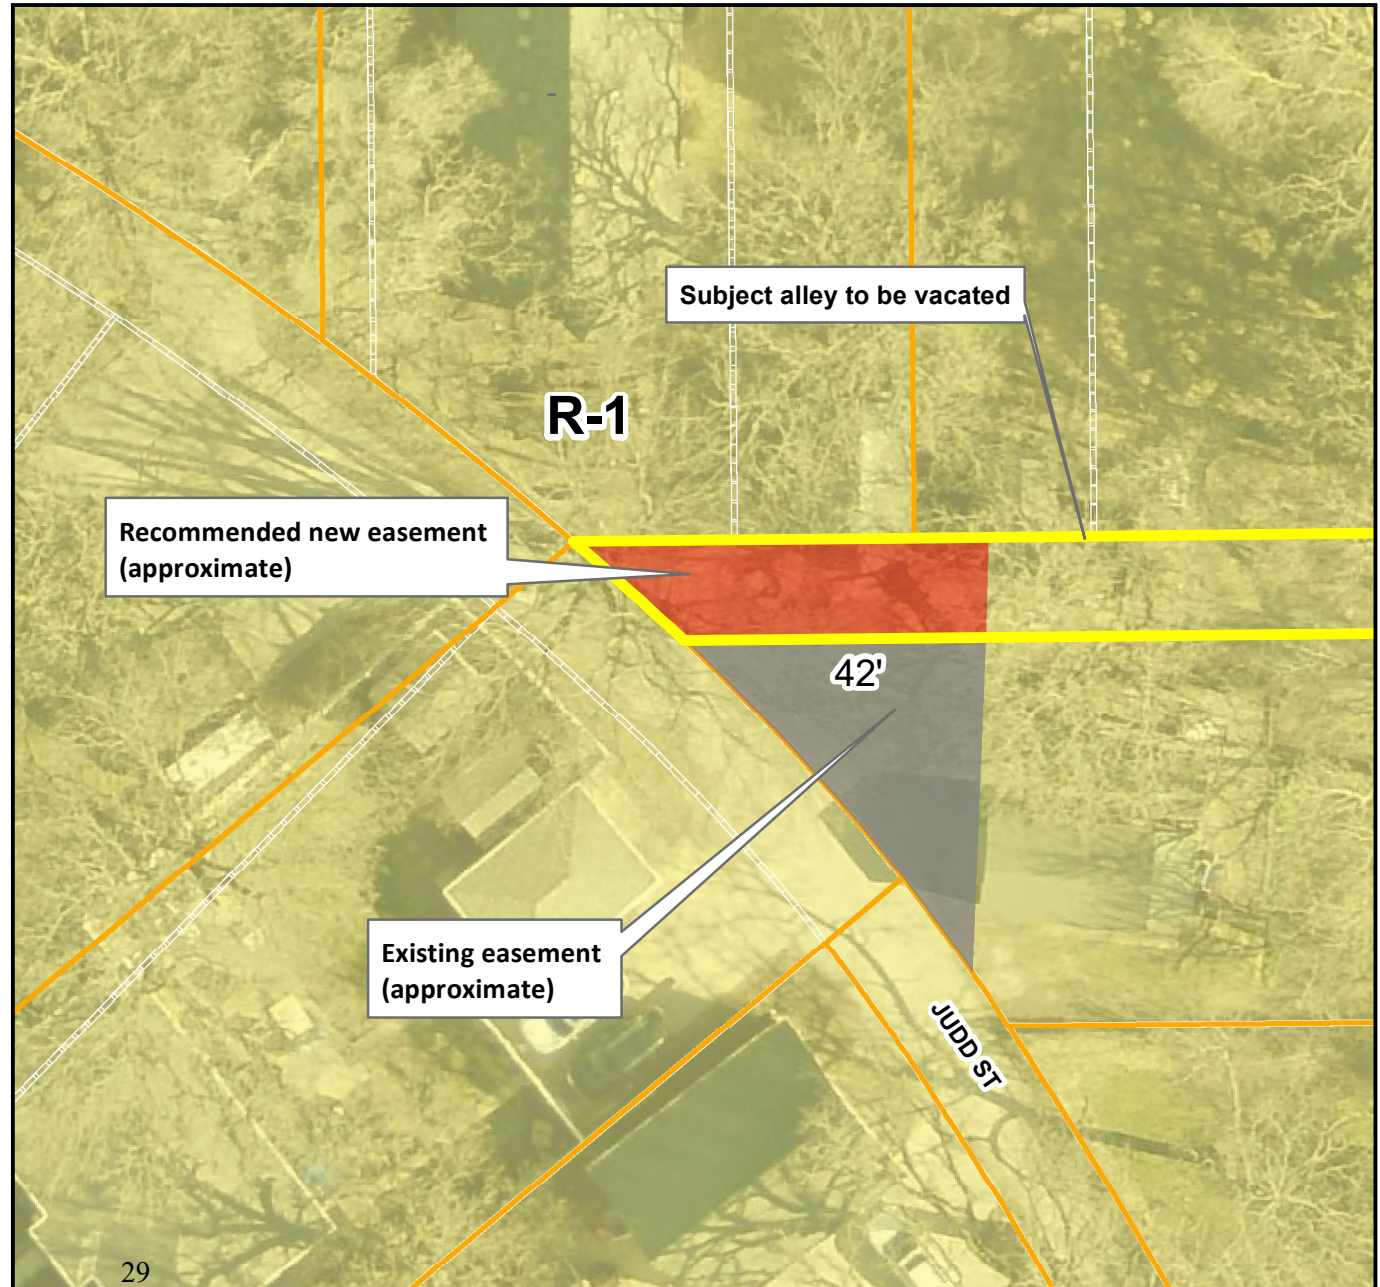 Subject alley to be vacated
R-1
Recommended new easement
(approximate)
42'
Existing easement
(approximate)
JUDD ST
29